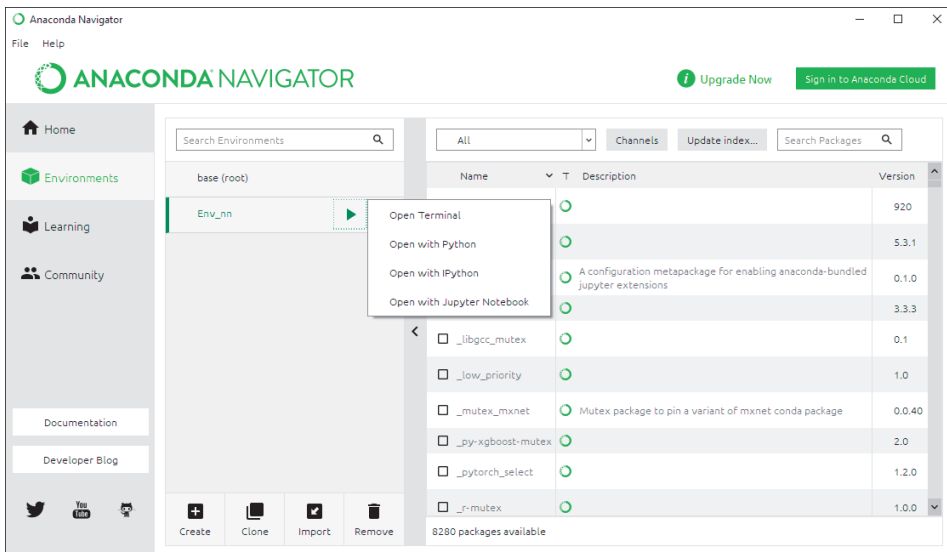 Anaconda Navigator
File Help
ANACONDA NAVIGATOR
Upgrade Now
Sign in to Anaconda Cloud
Home
Environments
Learning
Community
Documentation
Developer Blog
You
Tube
Search Environments
base (root)
Env_nn
Open Terminal
Open with Python
Open with IPython
Open with Jupyter Notebook
Create Clone Import Remove
All Channels Update index... Search Packages
Name T Description Version
920
5.3.1
A configuration metapackage for enabling anaconda-bundled
jupyter extensions 0.1.0
3.3.3
_libgcc_mutex 0.1
_low_priority 1.0
_mutex_mxnet Mutex package to pin a variant of mxnet conda package 0.0.40
_py-xgboost-mutex 2.0
_pytorch_select 1.2.0
_r-mutex 1.0.0
8280 packages available